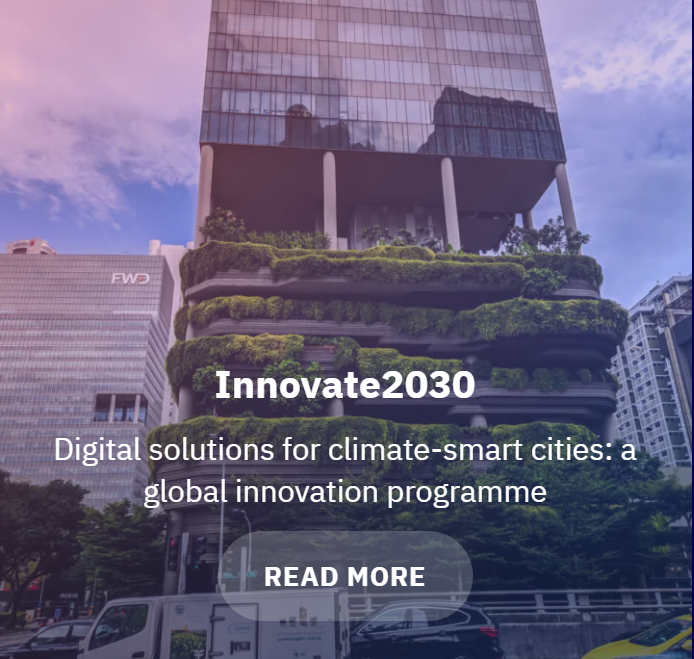 FWD
Innovate2030
Digital solutions for climate-smart cities: a
global innovation programme
READ MORE